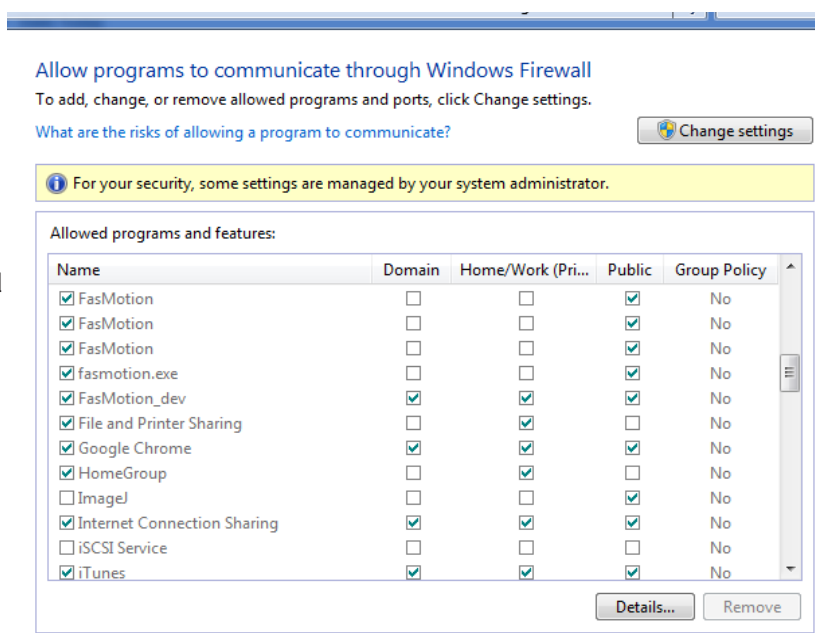 Allow programs to communicate through Windows Firewall
To add, change, or remove allowed programs and ports, click Change settings.
What are the risks of allowing a program to communicate?
Change settings
For your security, some settings are managed by your system administrator.
Allowed programs and features:
Name Domain Home/Work (Pri... Public Group Policy
FasMotion No
FasMotion No
FasMotion No
fasmotion.exe No
FasMotion_dev No
File and Printer Sharing No
Google Chrome No
HomeGroup No
ImageJ No
Internet Connection Sharing No
iSCSI Service No
iTunes No
Details... Remove